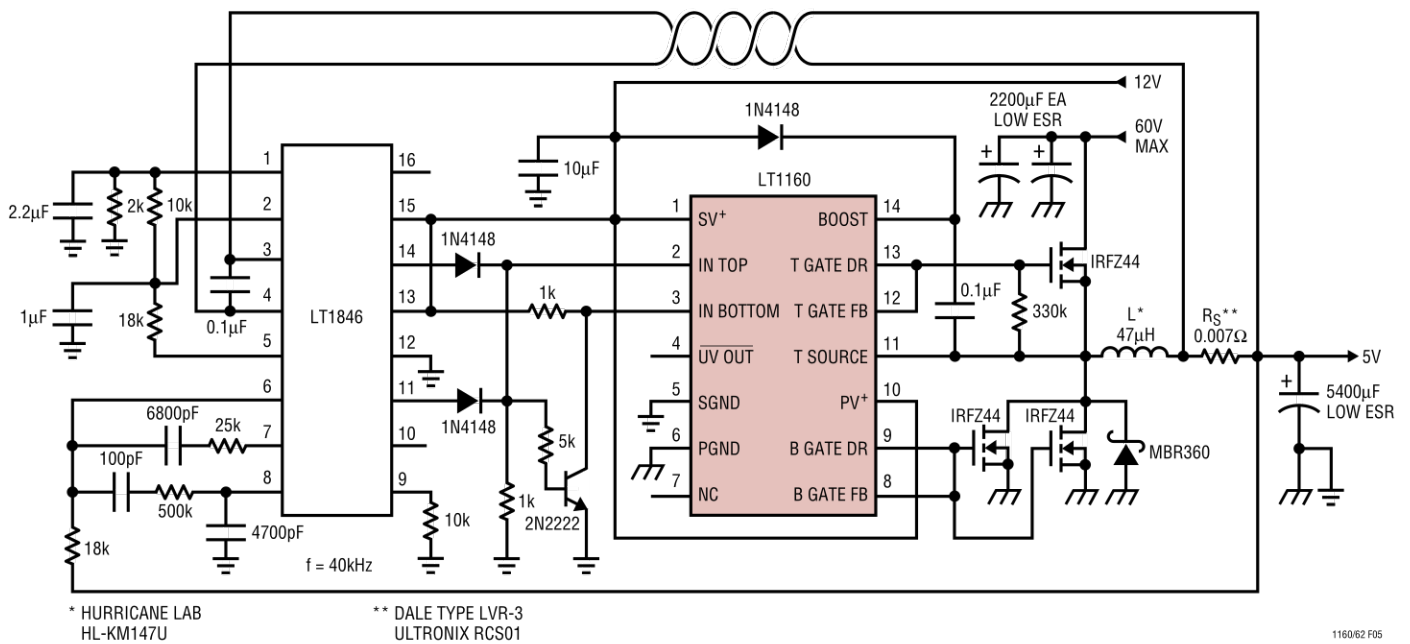 12V
2200µF EA
LOW ESR
+
+
60V
MAX
1N4148
10µF
LT1160
1
2
3
4
5
6
7
8
16
15
14
13
12
11
10
9
LT1846
2.2µF
2k
10k
1µF
18k
0.1µF
6800pF
25k
100pF
500k
4700pF
18k
10k
f = 40kHz
1N4148
1N4148
1k
5k
1k
2N2222
1
SV+
2
IN TOP
3
IN BOTTOM
4
UV OUT
5
SGND
6
PGND
7
NC
BOOST
14
T GATE DR
13
T GATE FB
12
T SOURCE
11
PV+
10
B GATE DR
9
B GATE FB
8
0.1µF
330k
IRFZ44
L*
47µH
RS**
0.007Ω
5V
+
5400µF
LOW ESR
IRFZ44
IRFZ44
MBR360
* HURRICANE LAB
HL-KM147U
** DALE TYPE LVR-3
ULTRONIX RCS01
1160/62 F05